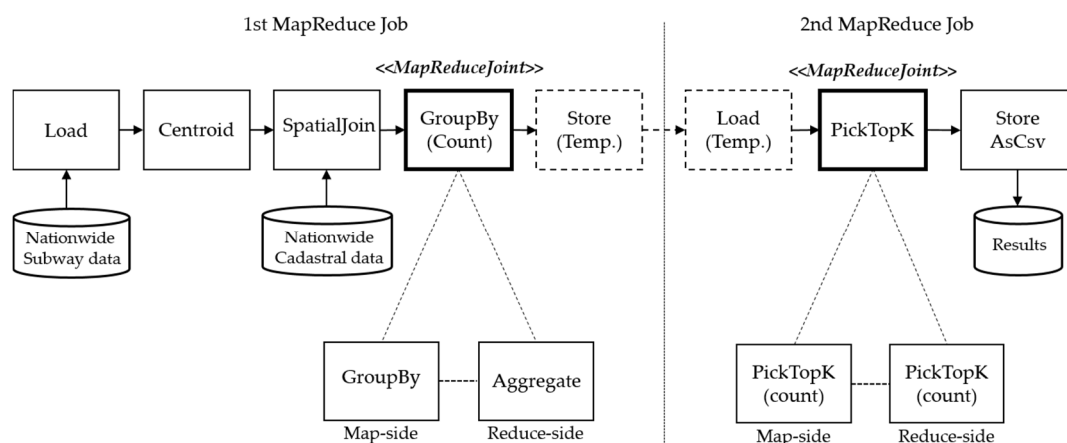 1st MapReduce Job
2nd MapReduce Job
<<MapReduceJoint>>
<<MapReduceJoint>>
Load
Centroid
SpatialJoin
GroupBy
(Count)
Store
(Temp.)
Load
(Temp.)
PickTopK
Store
AsCsv
Nationwide
Subway data
Nationwide
Cadastral data
Results
GroupBy
Aggregate
PickTopK
(count)
PickTopK
(count)
Map-side
Reduce-side
Map-side
Reduce-side